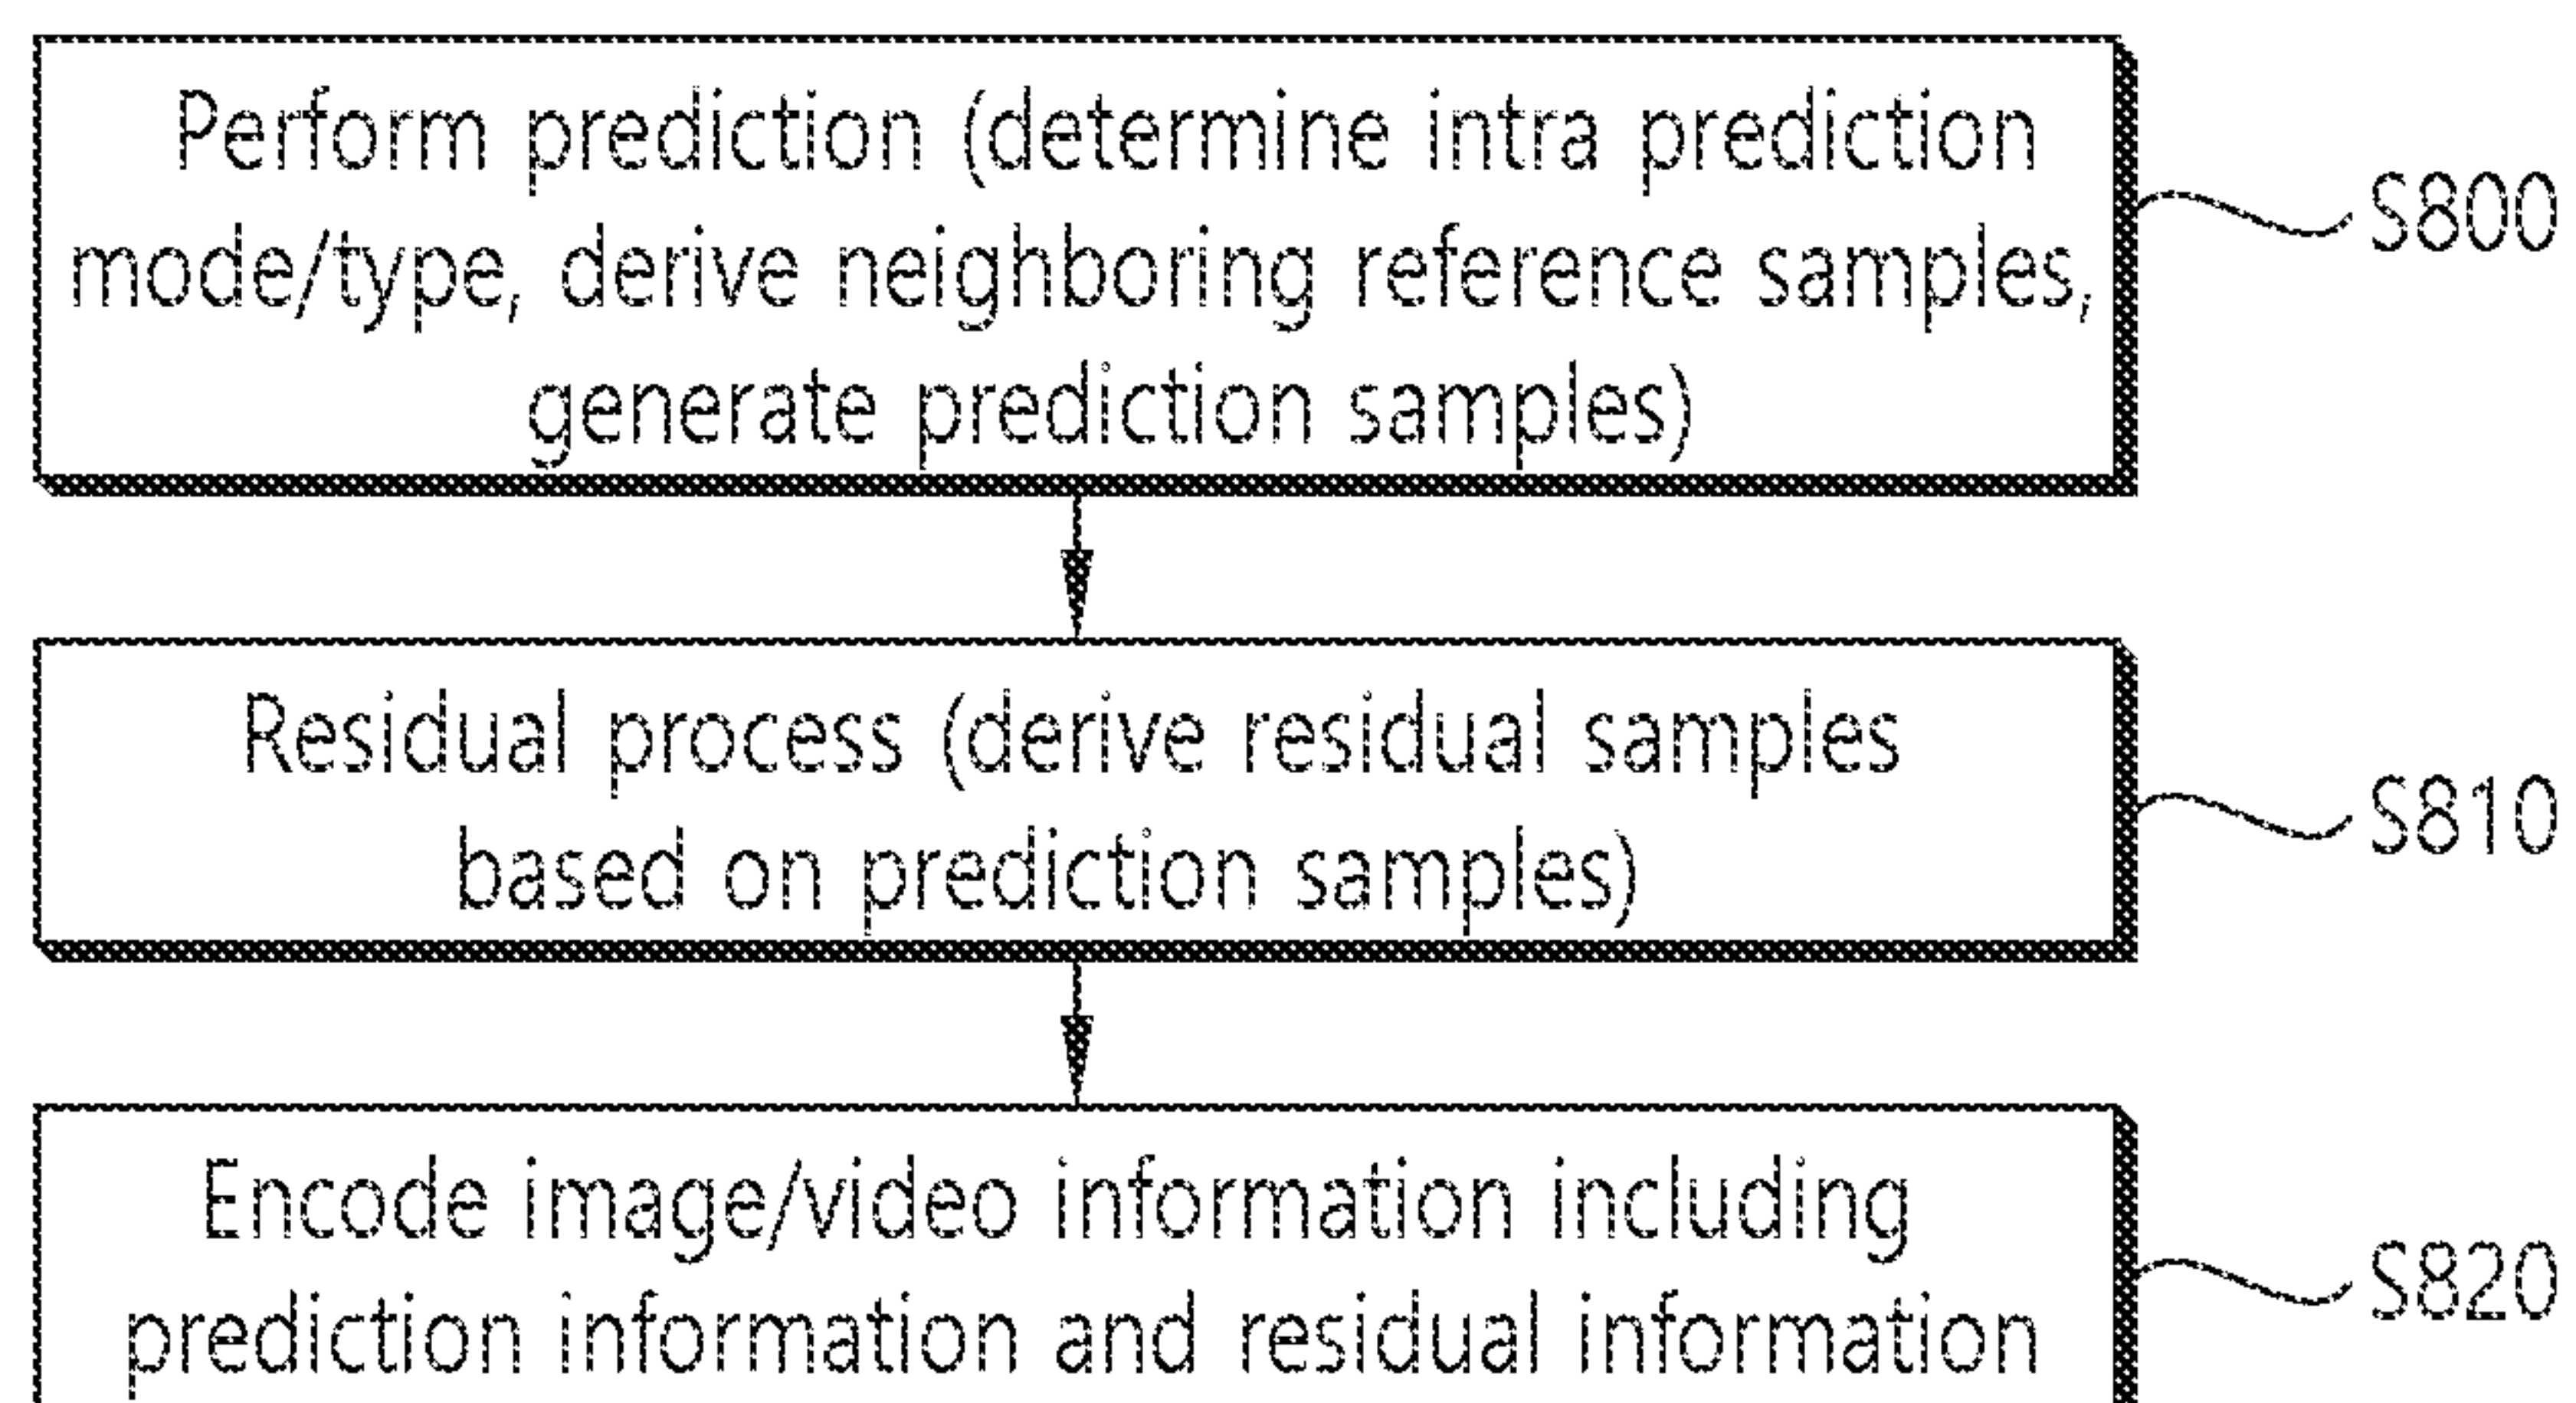 Perform prediction (determine intra prediction
mode/type, derive neighboring reference samples,
generate prediction samples)
S800
Residual process (derive residual samples
based on prediction samples)
S810
Encode image/video information including
prediction information and residual information
S820